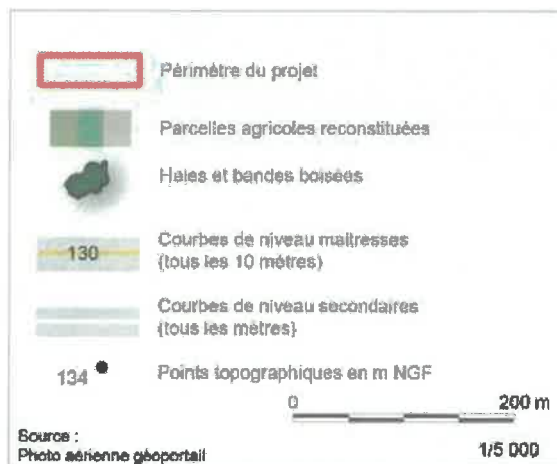 Périmètre du projet
Parcelles agricoles reconstituées
Haies et bandes boisées
130
Courbes de niveau maitresses
(tous les 10 mètres)
Courbes de niveau secondaires
(tous les mètres)
134
Points topographiques en m NGF
0 200 m
Source :
Photo aérienne géoportail
1/5 000